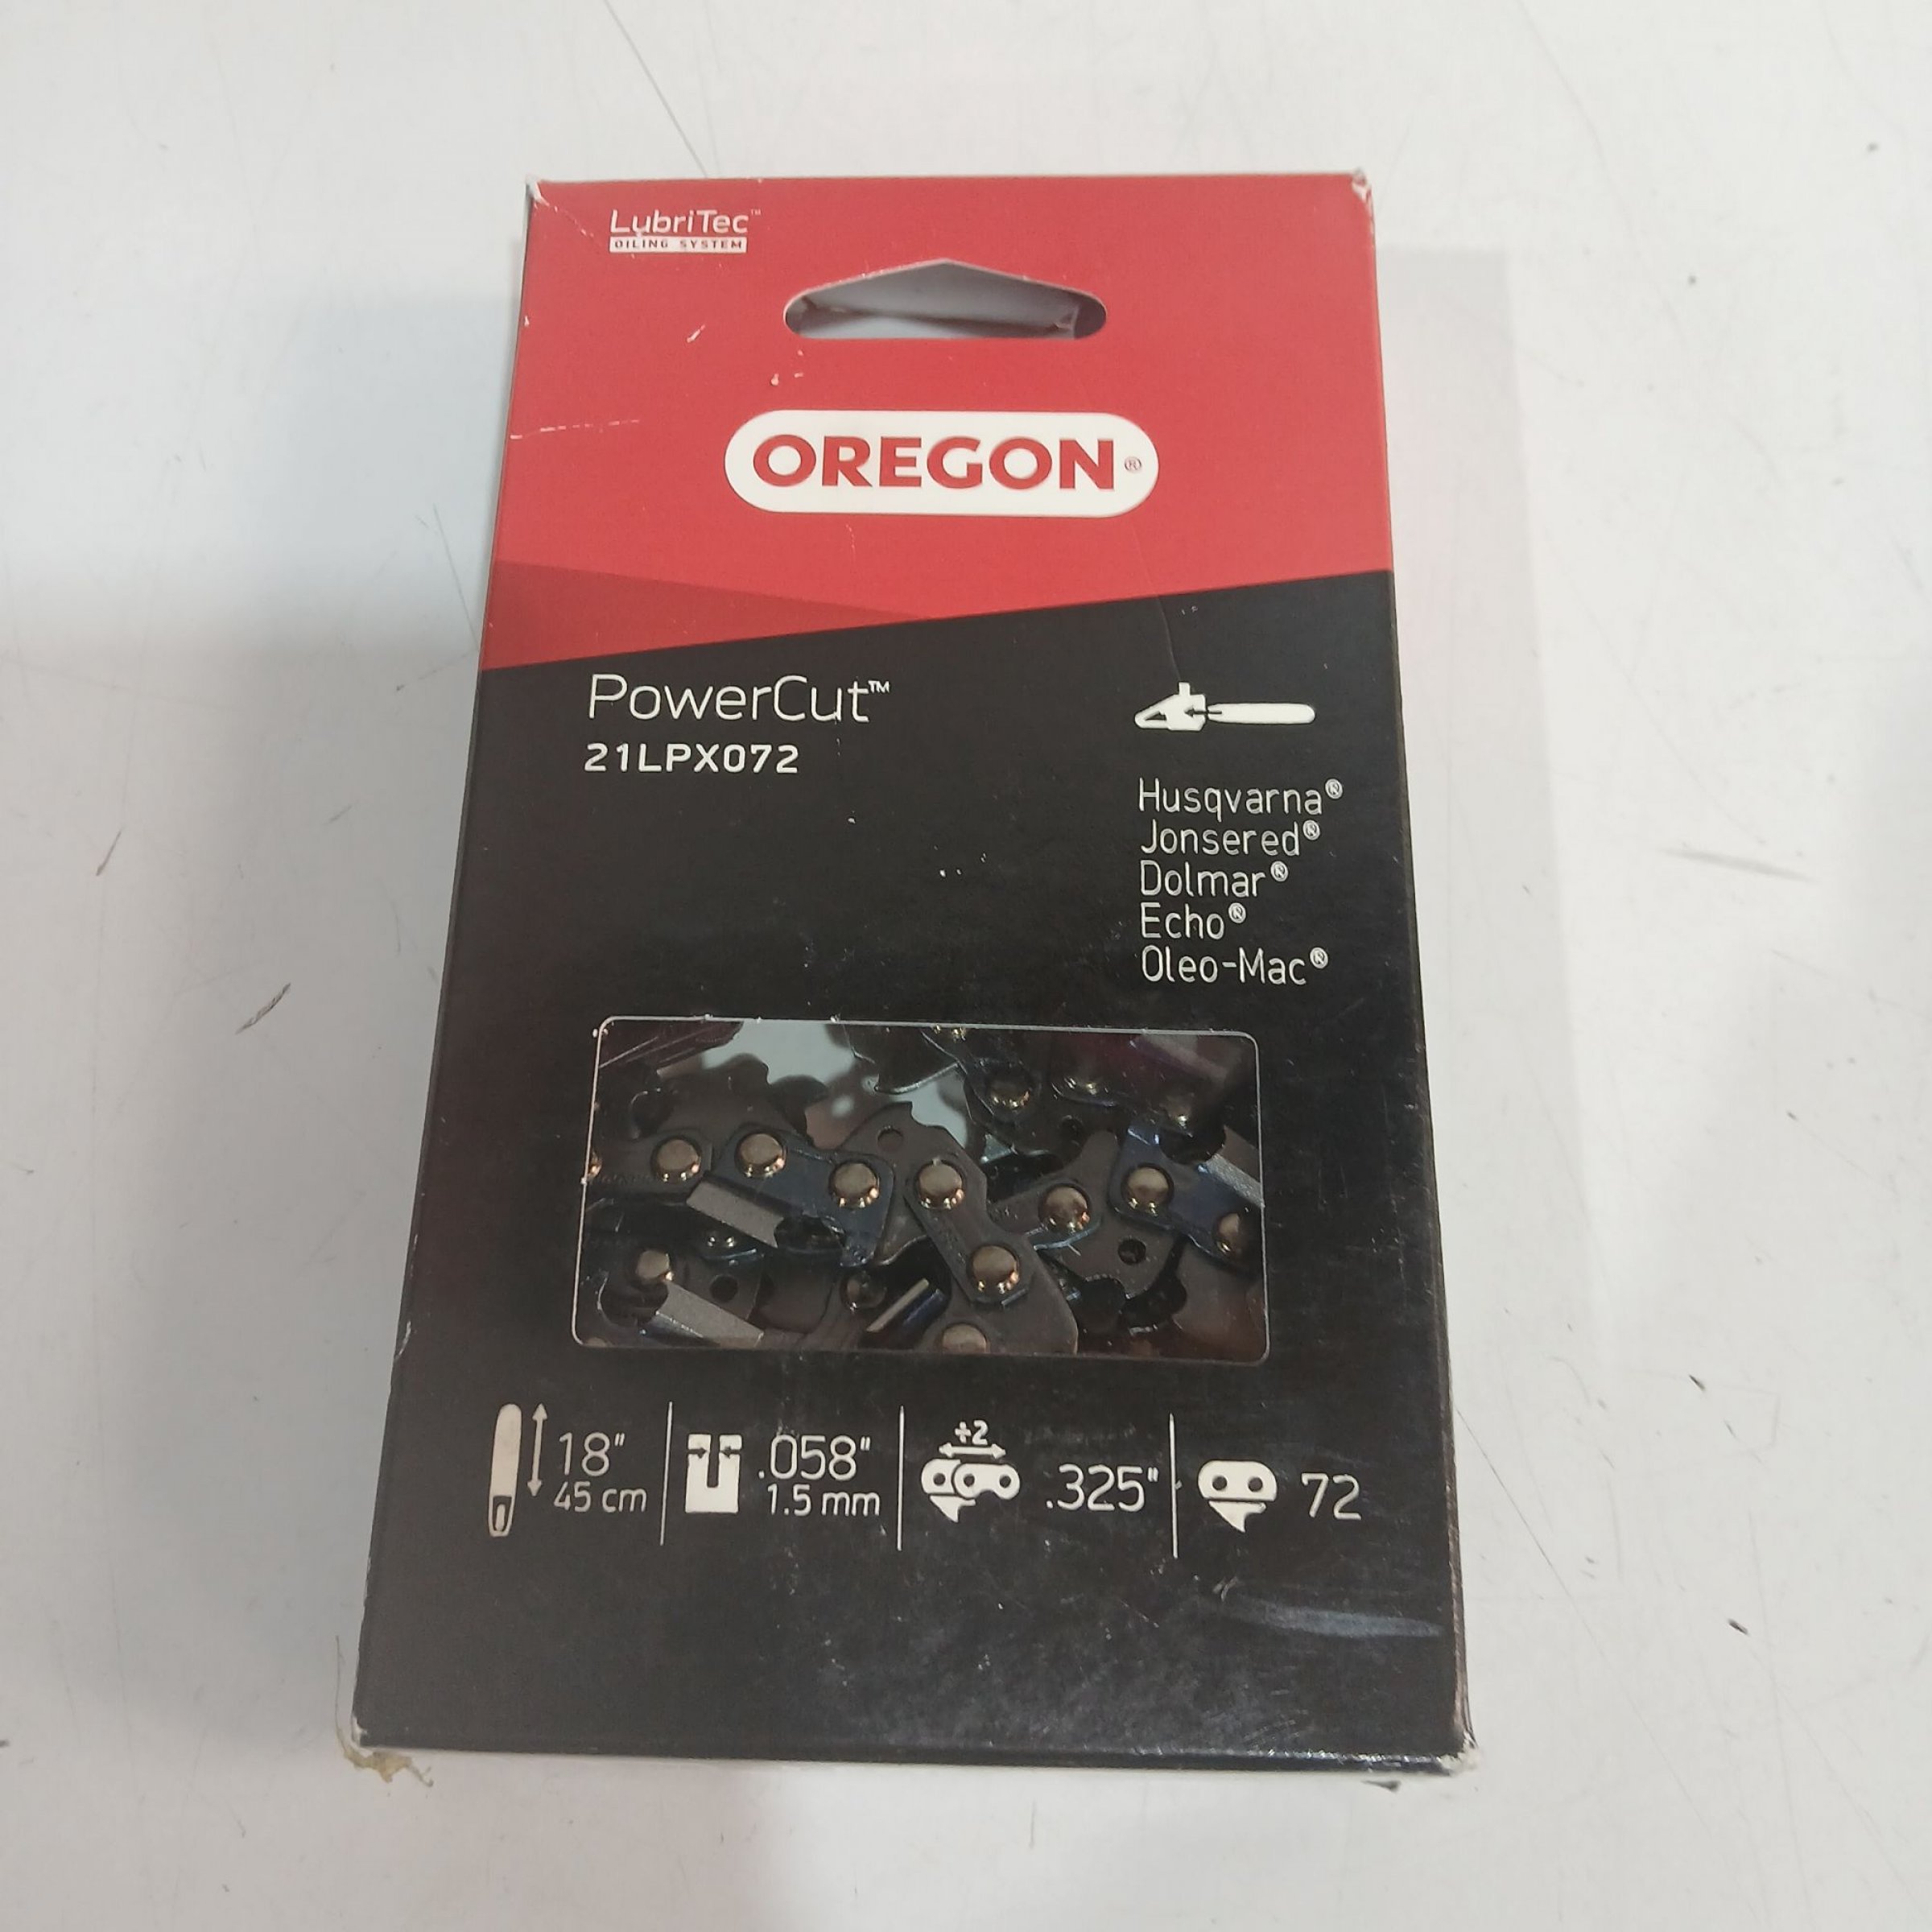 LubriTec™
OILING SYSTEM
OREGON®
PowerCut™
21LPX072
Husqvarna®
Jonsered®
Dolmar®
Echo®
Oleo-Mac®
18"
45 cm
.058"
1.5 mm
÷2
.325"
72